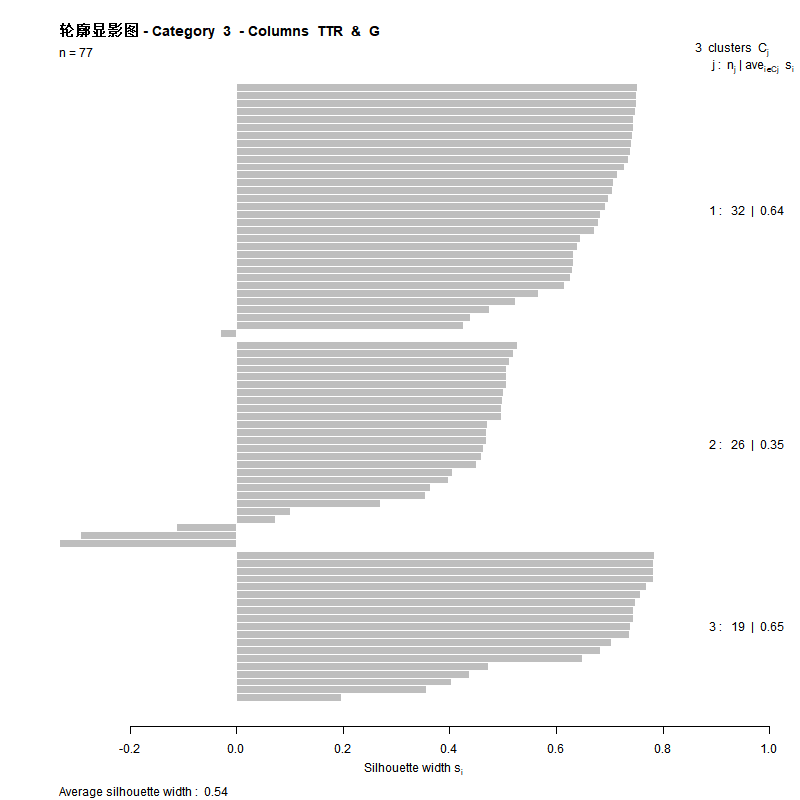 轮廓显影图 - Category 3 - Columns TTR & G
n = 77
3 clusters Cj
j : nj | avei∈Cj si
1 : 32 | 0.64
2 : 26 | 0.35
3 : 19 | 0.65
-0.2 0.0 0.2 0.4 0.6 0.8 1.0
Silhouette width si
Average silhouette width : 0.54